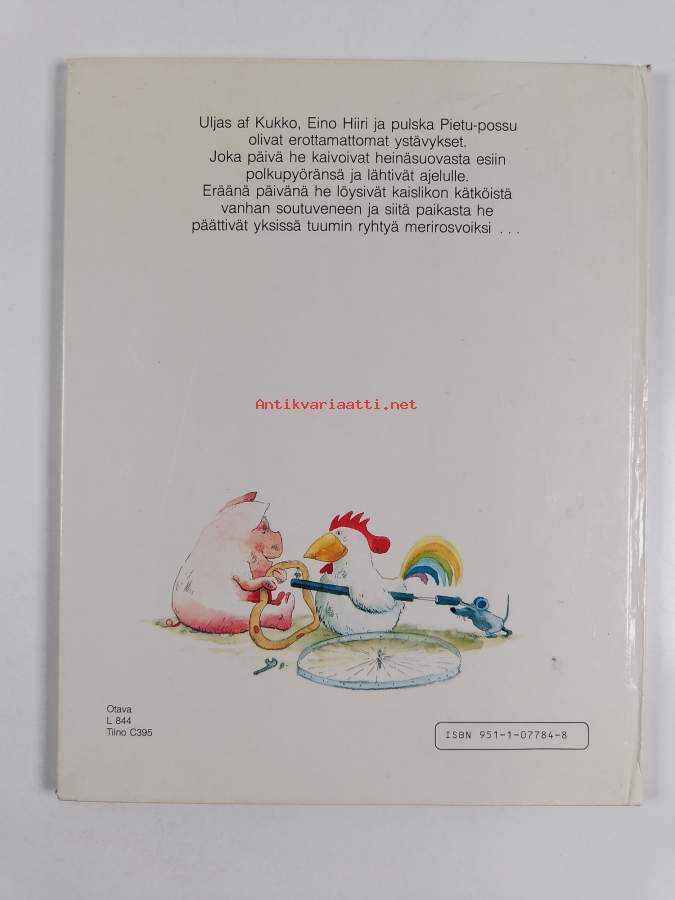 Uljas af Kukko, Eino Hiiri ja pulska Pietu-possu
olivat erottamattomat ystävykset.
Joka päivä he kaivoivat heinäsuovasta esiin
polkupyöränsä ja lähtivät ajelulle.
Eräänä päivänä he löysivät kaislikon kätköistä
vanhan soutuveneen ja siitä paikasta he
päättivät yksissä tuumin ryhtyä merirosvoiksi . . .
Antikvariaatti.net
Otava
L 844
Tilno C395
ISBN 951-1-07784-8